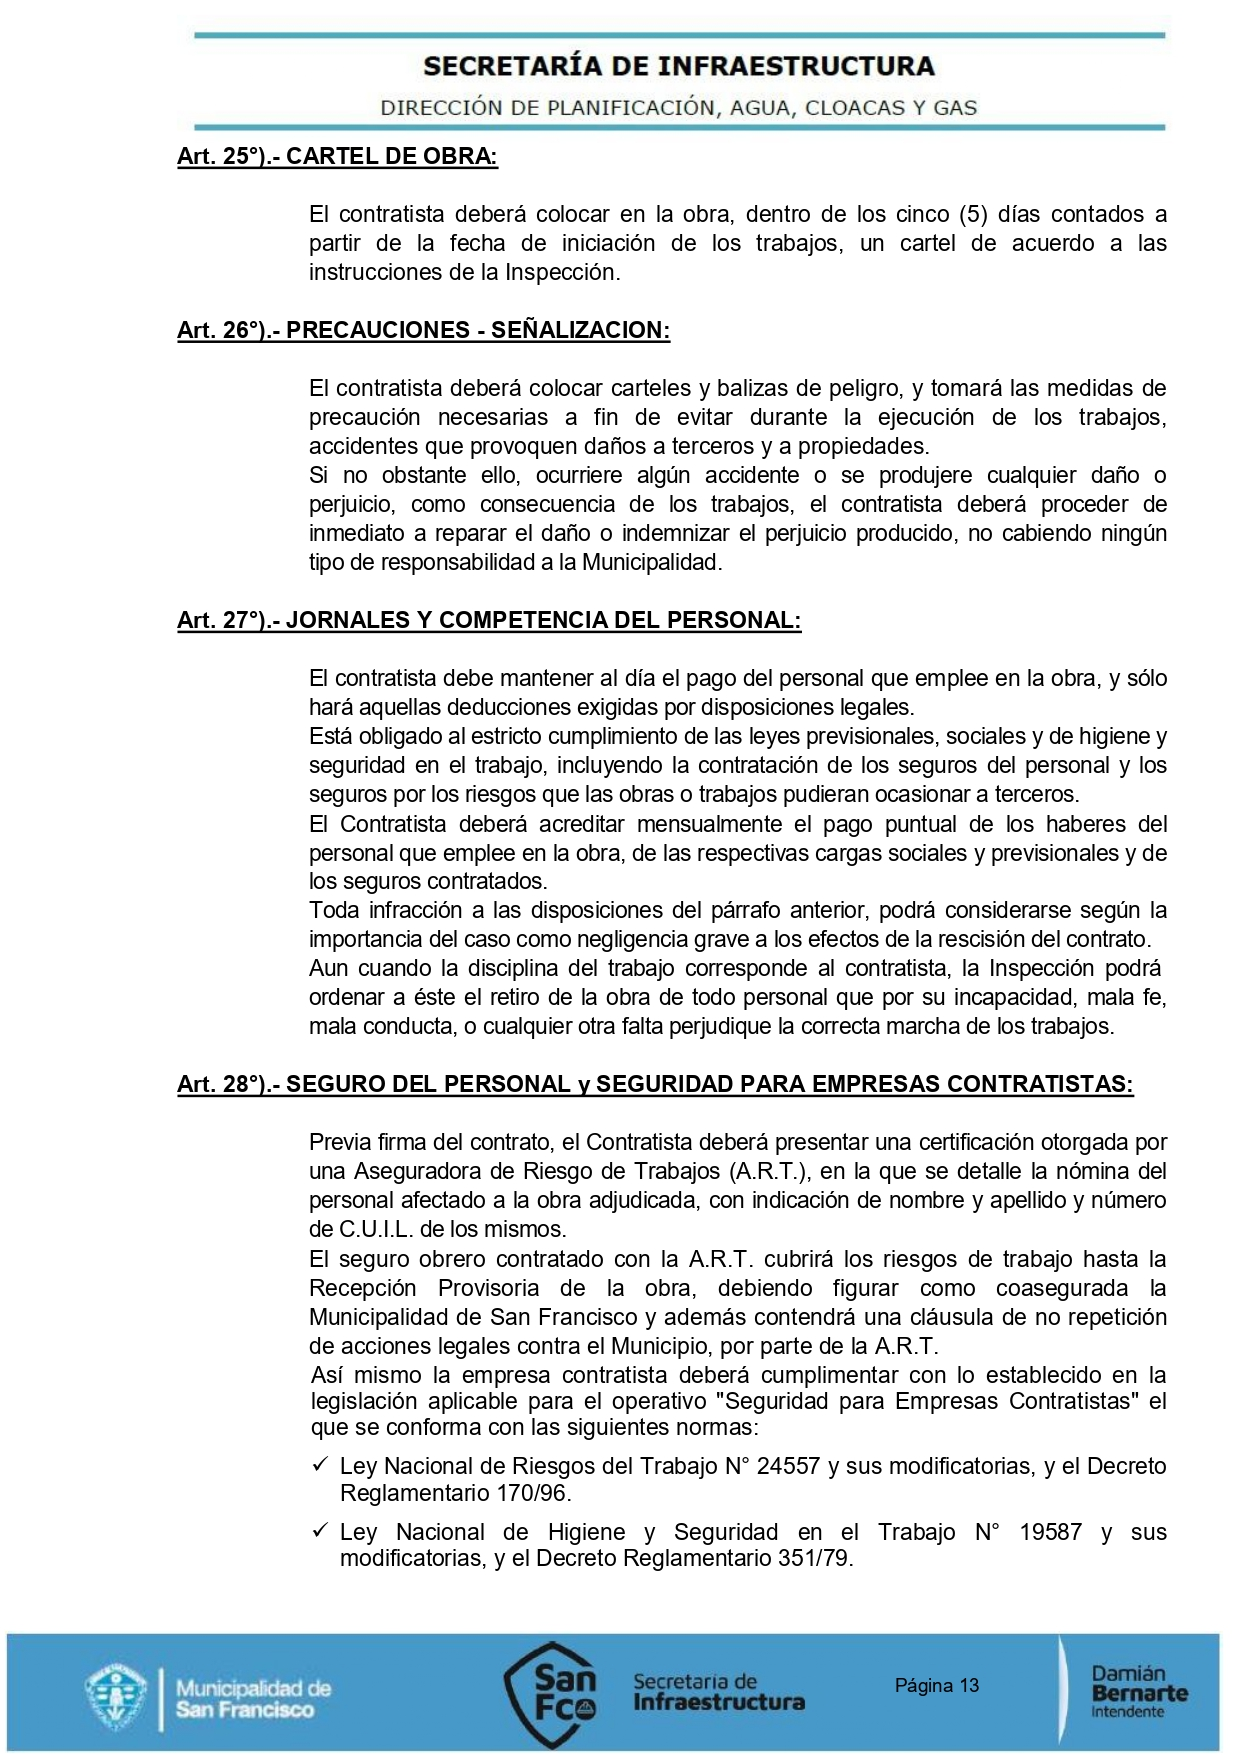 SECRETARÍA DE INFRAESTRUCTURA
DIRECCIÓN DE PLANIFICACIÓN, AGUA, CLOACAS Y GAS
Art. 25°).- CARTEL DE OBRA:
El contratista deberá colocar en la obra, dentro de los cinco (5) días contados a
partir de la fecha de iniciación de los trabajos, un cartel de acuerdo a las
instrucciones de la Inspección.
Art. 26°).- PRECAUCIONES - SEÑALIZACION:
El contratista deberá colocar carteles y balizas de peligro, y tomará las medidas de
precaución necesarias a fin de evitar durante la ejecución de los trabajos,
accidentes que provoquen daños a terceros y a propiedades.
Si no obstante ello, ocurriere algún accidente o se produjere cualquier daño o
perjuicio, como consecuencia de los trabajos, el contratista deberá proceder de
inmediato a reparar el daño o indemnizar el perjuicio producido, no cabiendo ningún
tipo de responsabilidad a la Municipalidad.
Art. 27°).- JORNALES Y COMPETENCIA DEL PERSONAL:
El contratista debe mantener al día el pago del personal que emplee en la obra, y sólo
hará aquellas deducciones exigidas por disposiciones legales.
Está obligado al estricto cumplimiento de las leyes previsionales, sociales y de higiene y
seguridad en el trabajo, incluyendo la contratación de los seguros del personal y los
seguros por los riesgos que las obras o trabajos pudieran ocasionar a terceros.
El Contratista deberá acreditar mensualmente el pago puntual de los haberes del
personal que emplee en la obra, de las respectivas cargas sociales y previsionales y de
los seguros contratados.
Toda infracción a las disposiciones del párrafo anterior, podrá considerarse según la
importancia del caso como negligencia grave a los efectos de la rescisión del contrato.
Aun cuando la disciplina del trabajo corresponde al contratista, la Inspección podrá
ordenar a éste el retiro de la obra de todo personal que por su incapacidad, mala fe,
mala conducta, o cualquier otra falta perjudique la correcta marcha de los trabajos.
Art. 28°).- SEGURO DEL PERSONAL y SEGURIDAD PARA EMPRESAS CONTRATISTAS:
Previa firma del contrato, el Contratista deberá presentar una certificación otorgada por
una Aseguradora de Riesgo de Trabajos (A.R.T.), en la que se detalle la nómina del
personal afectado a la obra adjudicada, con indicación de nombre y apellido y número
de C.U.I.L. de los mismos.
El seguro obrero contratado con la A.R.T. cubrirá los riesgos de trabajo hasta la
Recepción Provisoria de la obra, debiendo figurar como coasegurada la
Municipalidad de San Francisco y además contendrá una cláusula de no repetición
de acciones legales contra el Municipio, por parte de la A.R.T.
Así mismo la empresa contratista deberá cumplimentar con lo establecido en la
legislación aplicable para el operativo "Seguridad para Empresas Contratistas" el
que se conforma con las siguientes normas:
✓ Ley Nacional de Riesgos del Trabajo N° 24557 y sus modificatorias, y el Decreto
Reglamentario 170/96.
✓ Ley Nacional de Higiene y Seguridad en el Trabajo N° 19587 y sus
modificatorias, y el Decreto Reglamentario 351/79.
Municipalidad de
San Francisco
San
Fco
Secretaría de
Infraestructura
Página 13
Damián
Bernarte
Intendente